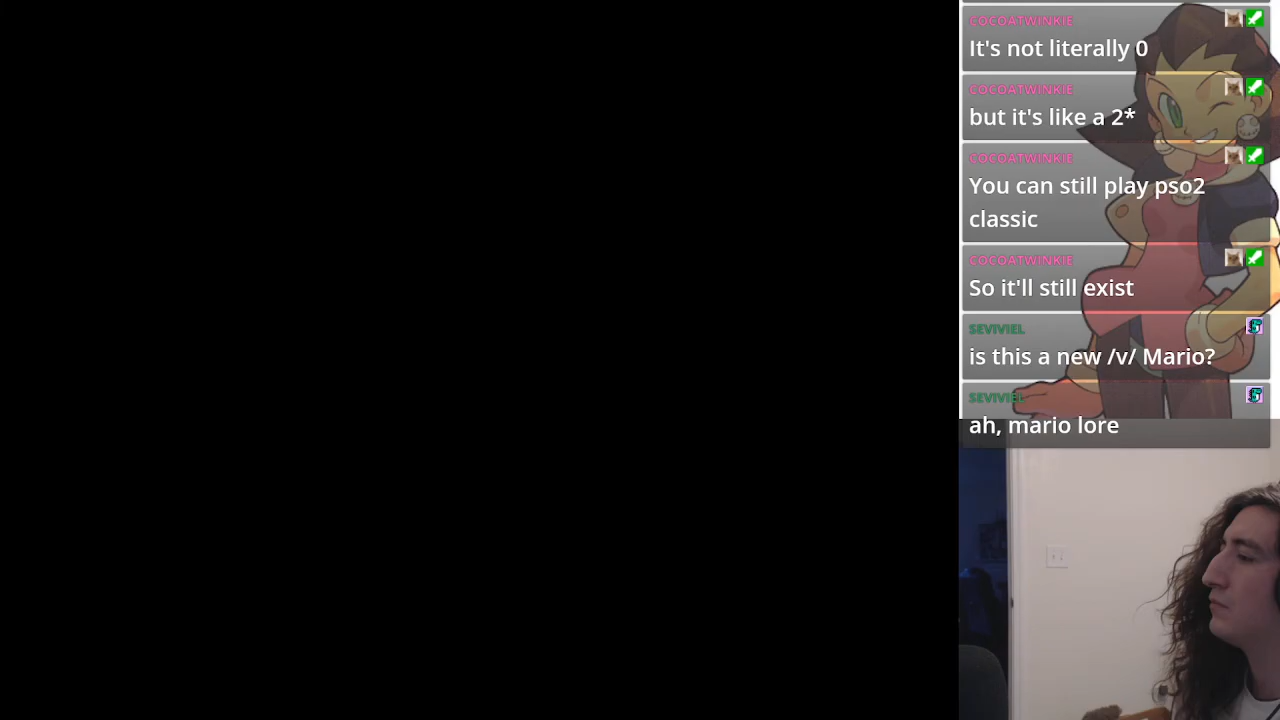 COCOATWINKIE
It's not literally 0
COCOATWINKIE
but it's like a 2*
COCOATWINKIE
You can still play pso2
classic
COCOATWINKIE
So it'll still exist
SEVIVIEL
is this a new /v/ Mario?
SEVIVIEL
ah, mario lore